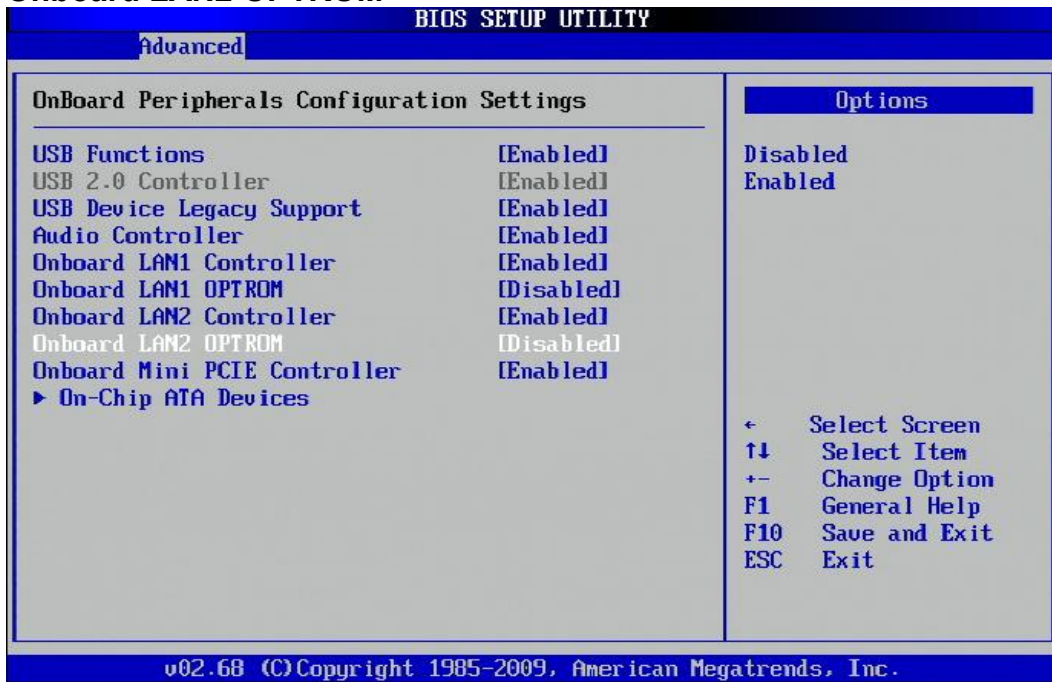 BIOS SETUP UTILITY
Advanced
OnBoard Peripherals Configuration Settings
USB Functions [Enabled]
USB 2.0 Controller [Enabled]
USB Device Legacy Support [Enabled]
Audio Controller [Enabled]
Onboard LAN1 Controller [Enabled]
Onboard LAN1 OPTROM [Disabled]
Onboard LAN2 Controller [Enabled]
Onboard LAN2 OPTROM [Disabled]
Onboard Mini PCIE Controller [Enabled]
▶ On-Chip ATA Devices
Options
Disabled
Enabled
← Select Screen
↑↓ Select Item
+- Change Option
F1 General Help
F10 Save and Exit
ESC Exit
v02.68 (C)Copyright 1985-2009, American Megatrends, Inc.